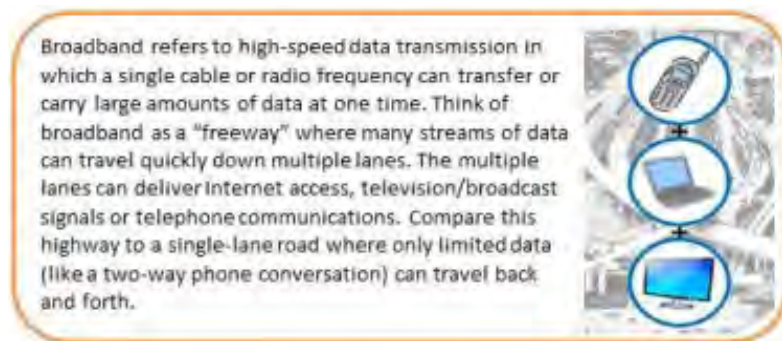 Broadband refers to high-speed data transmission in
which a single cable or radio frequency can transfer or
carry large amounts of data at one time. Think of
broadband as a “freeway” where many streams of data
can travel quickly down multiple lanes. The multiple
lanes can deliver Internet access, television/broadcast
signals or telephone communications. Compare this
highway to a single-lane road where only limited data
(like a two-way phone conversation) can travel back
and forth.
+
+